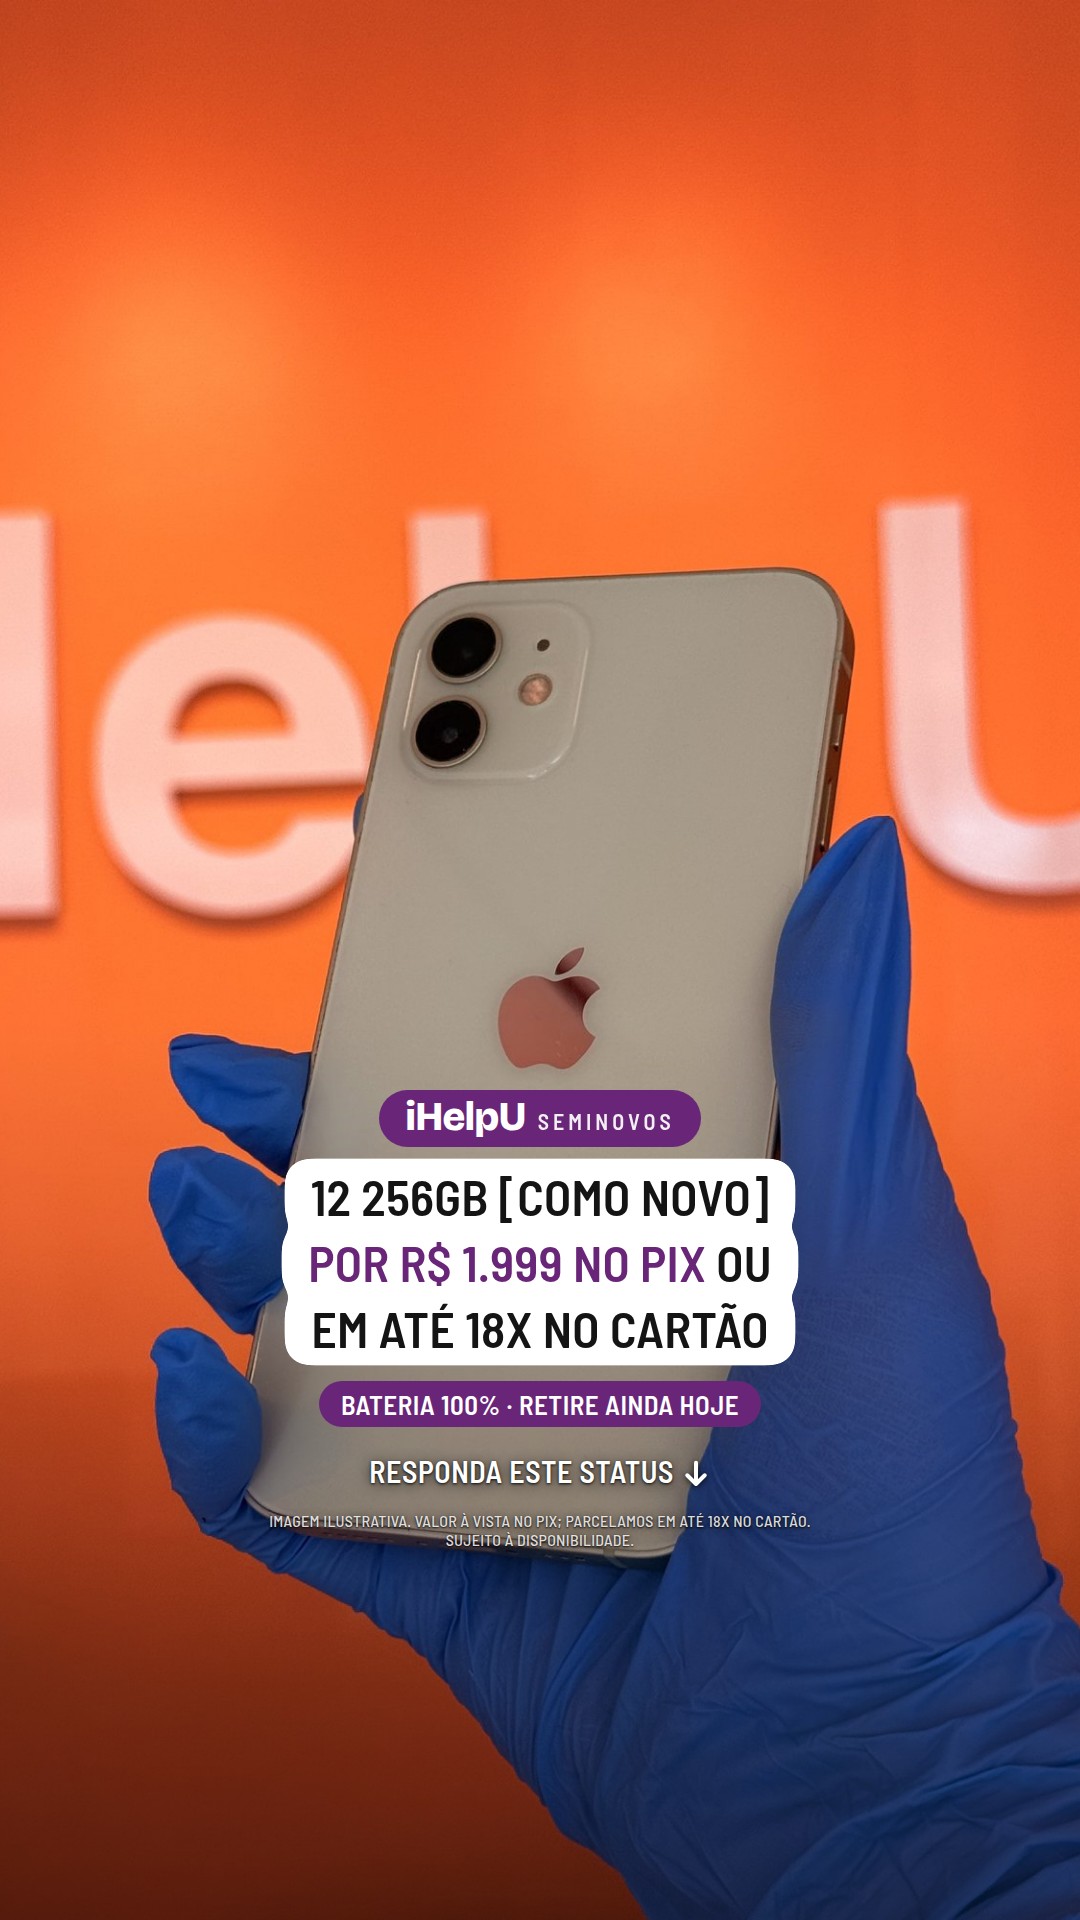 Help U
iHelpU SEMINOVOS
12 256GB [COMO NOVO]
POR R$ 1.999 NO PIX OU
EM ATÉ 18X NO CARTÃO
BATERIA 100% · RETIRE AINDA HOJE
RESPONDA ESTE STATUS ↓
IMAGEM ILUSTRATIVA. VALOR À VISTA NO PIX; PARCELAMOS EM ATÉ 18X NO CARTÃO.
SUJEITO À DISPONIBILIDADE.